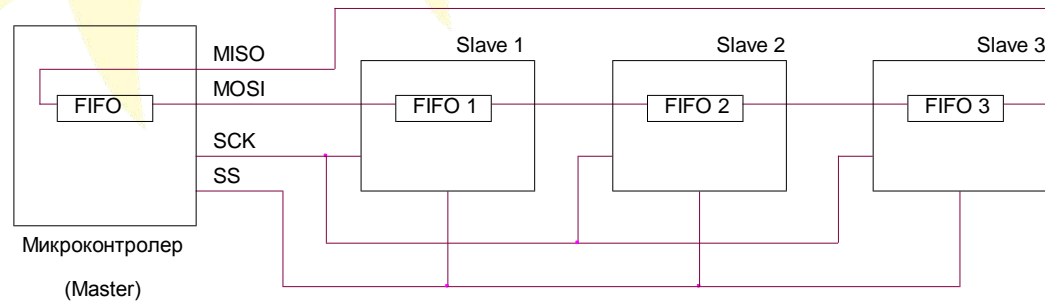 Slave 1
Slave 2
Slave 3
MISO
MOSI
FIFO
FIFO 1
FIFO 2
FIFO 3
SCK
SS
Микроконтролер
(Master)